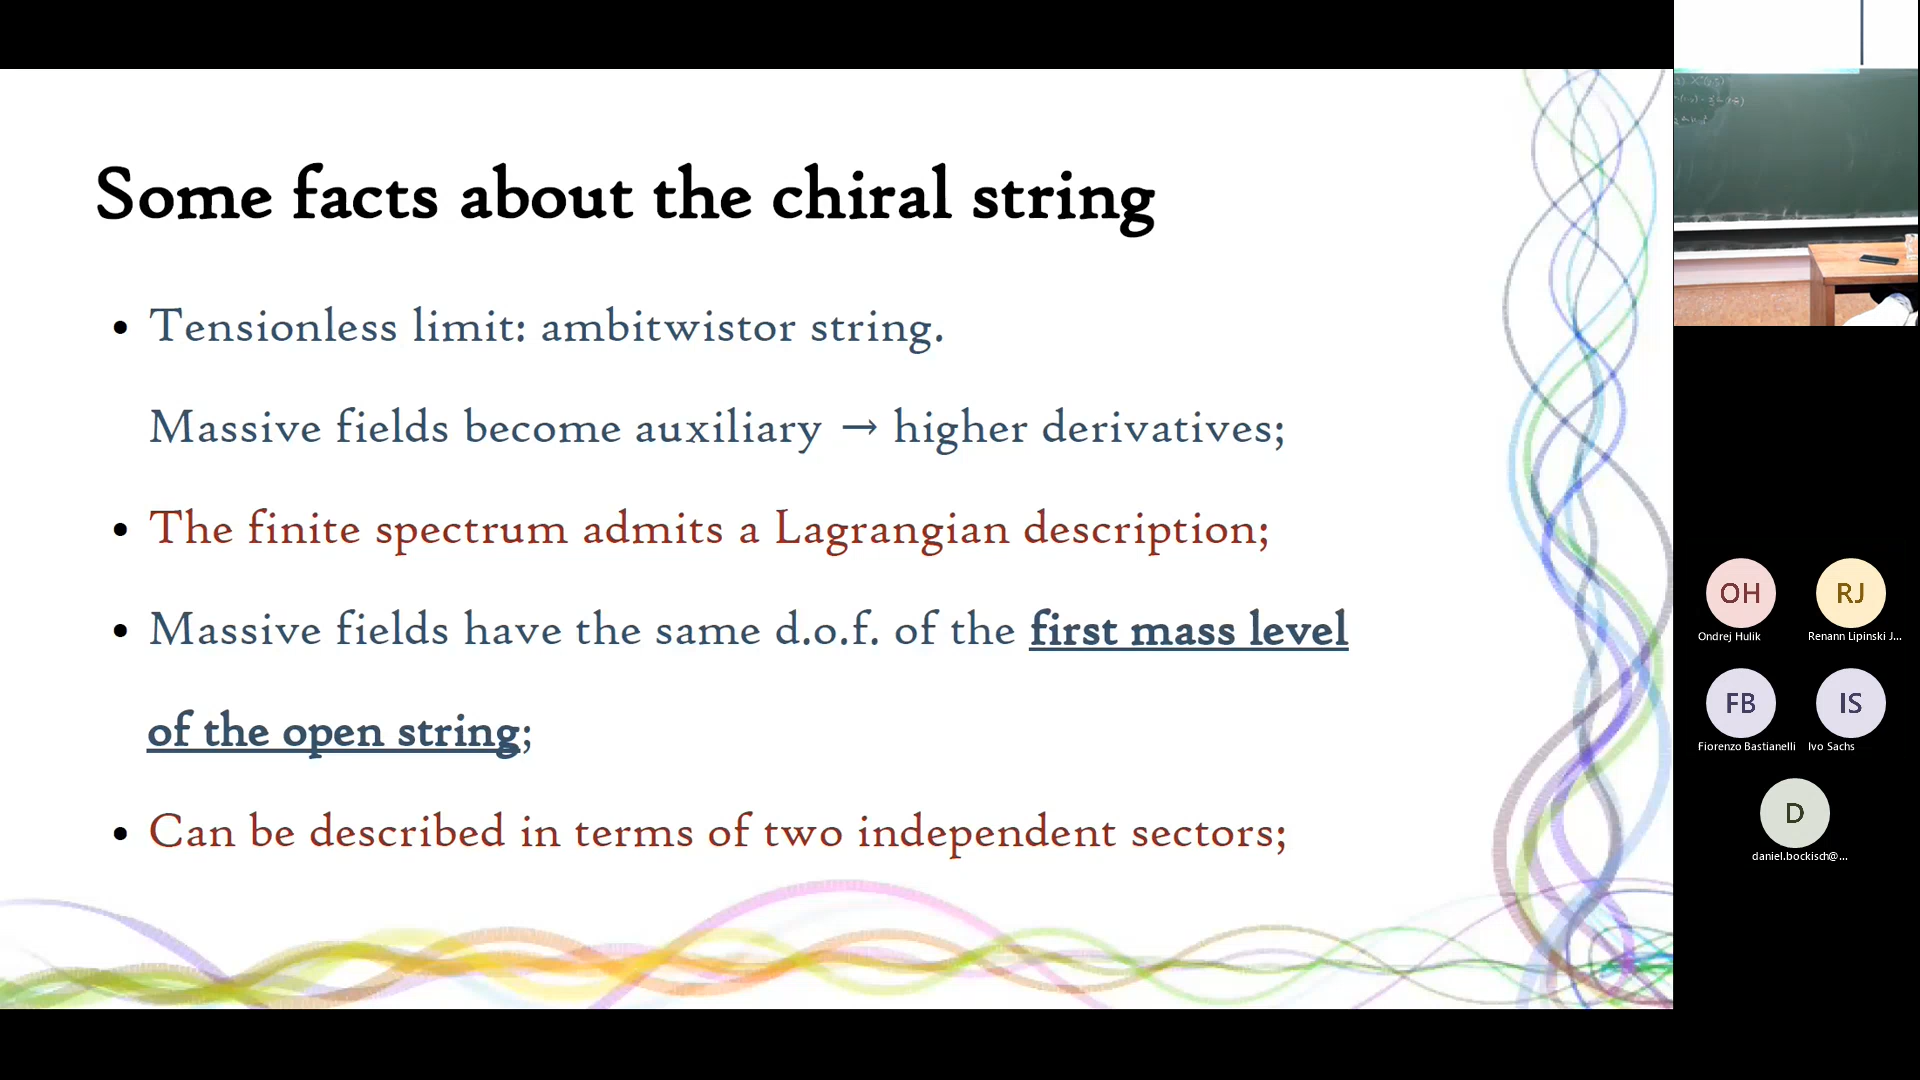 Some facts about the chiral string
• Tensionless limit: ambitwistor string.
Massive fields become auxiliary → higher derivatives;
• The finite spectrum admits a Lagrangian description;
• Massive fields have the same d.o.f. of the first mass level
of the open string;
• Can be described in terms of two independent sectors;
OH
Ondrej Hulik
RJ
Renann Lipinski J...
FB
Fiorenzo Bastianelli
IS
Ivo Sachs
D
daniel.bockisch@...